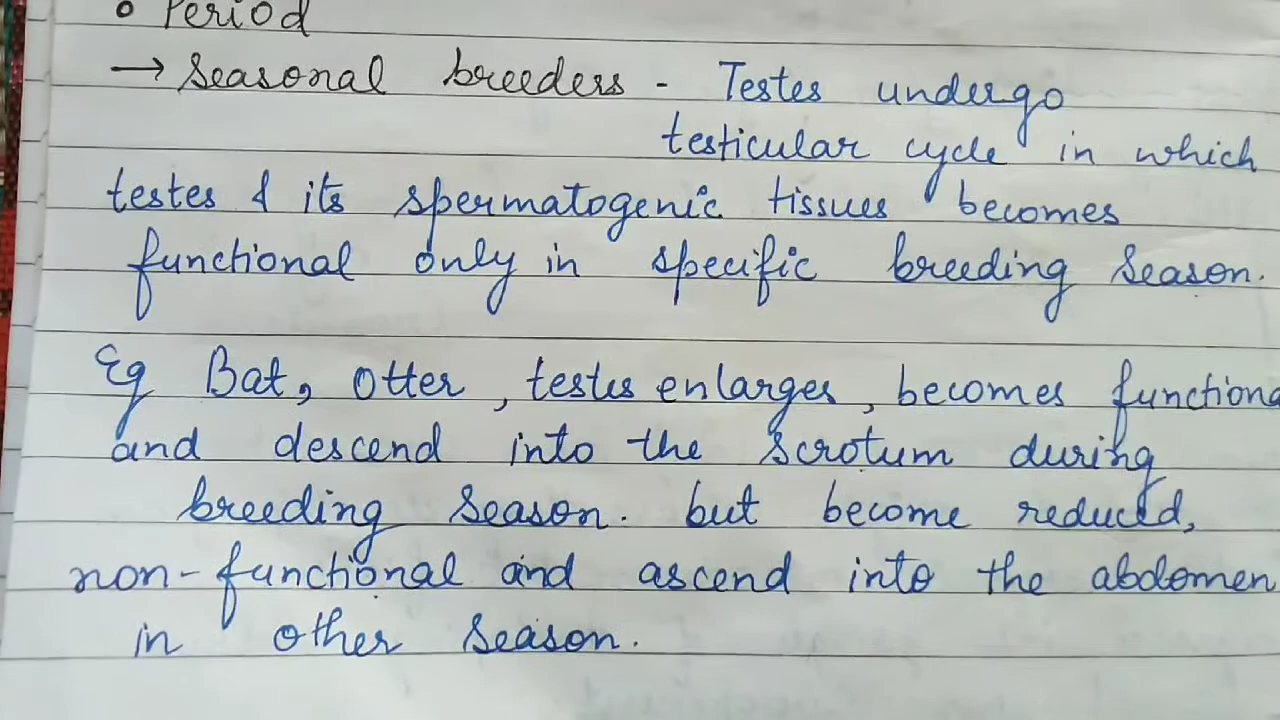 • Period
→ Seasonal breeders - Testes undergo
testicular cycle in which
testes & its spermatogenic tissues becomes
functional only in specific breeding season.
Eg Bat, Otter, testes enlarges, becomes functiona
and descend into the scrotum during
breeding season. but become reduced,
non-functional and ascend into the abdomen
in other season.